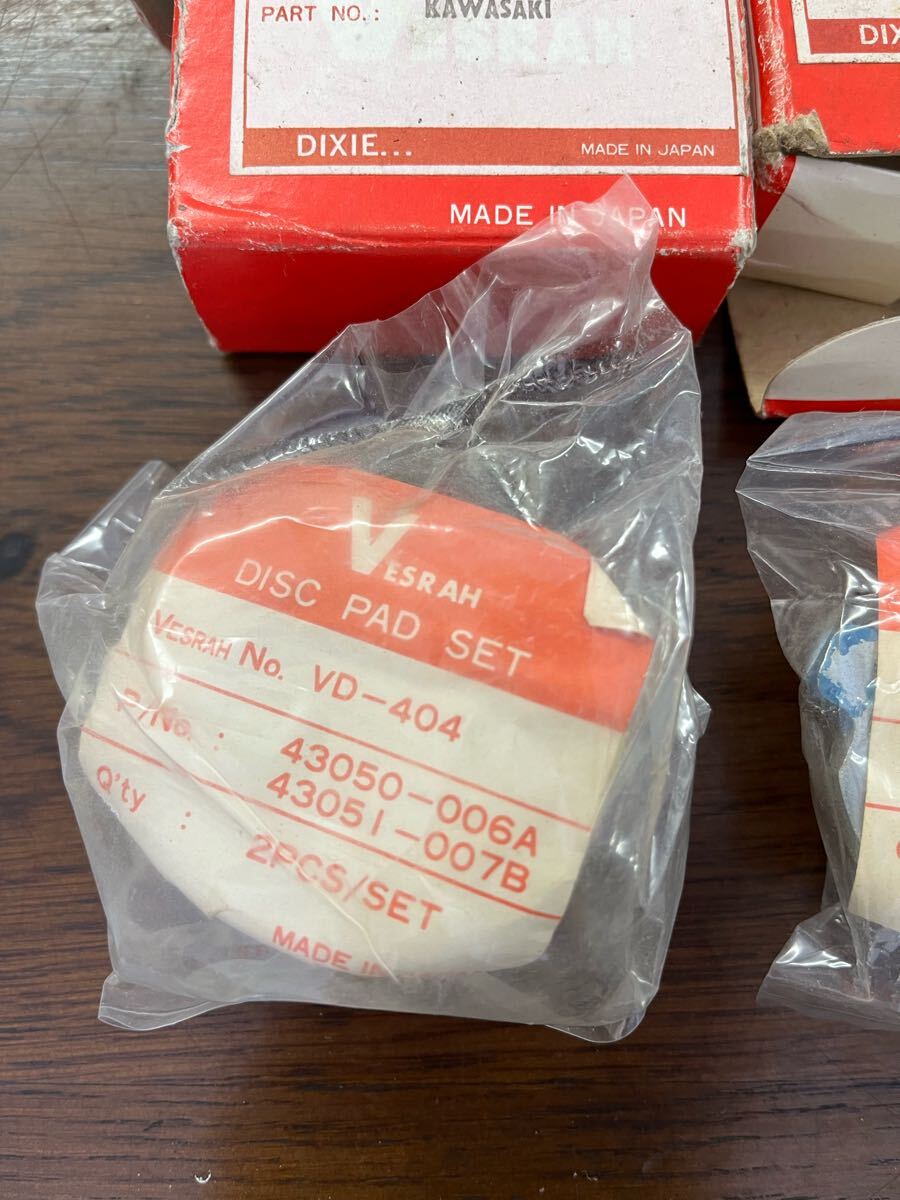 PART NO.: KAWASAKI
VESRAH
DIXIE... MADE IN JAPAN
MADE IN JAPAN
DIX
VESRAH
DISC PAD SET
VESRAH No. VD-404
P/No. : 43050-006A
43051-007B
Q'ty : 2PCS/SET
MADE IN